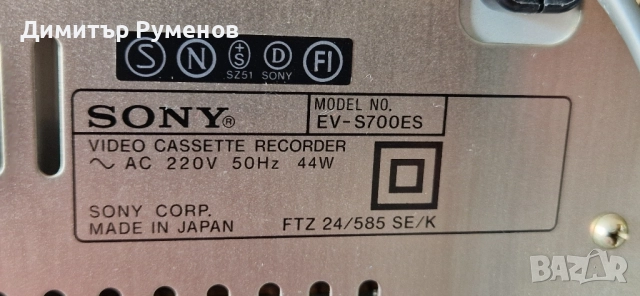 Димитър Руменов
S N +S D FI
SZ51 SONY
SONY®
MODEL NO.
EV-S700ES
VIDEO CASSETTE RECORDER
~ AC 220V 50Hz 44W
SONY CORP.
MADE IN JAPAN
FTZ 24/585 SE/K
BAZAR